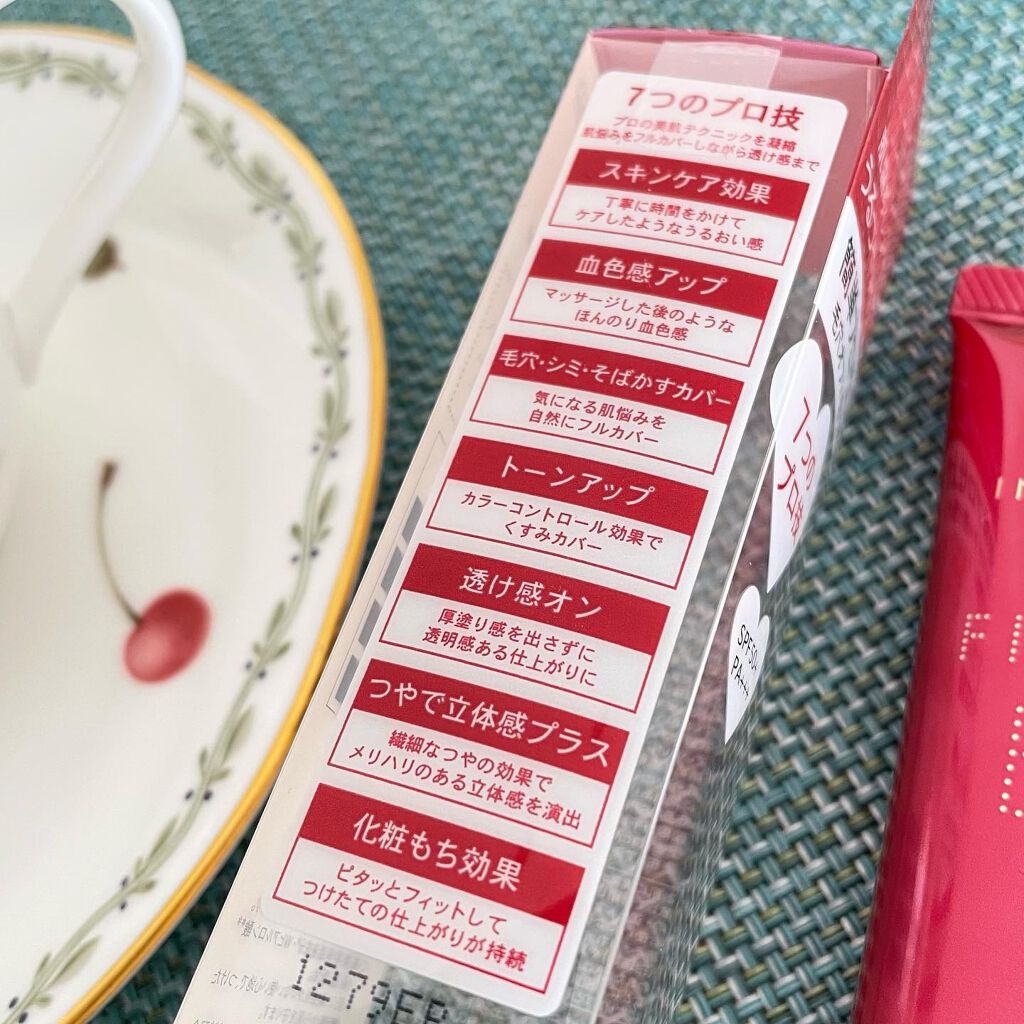 7つのプロ技
プロの美肌テクニックを凝縮
肌悩みをフルカバーしながら透け感まで
スキンケア効果
丁寧に時間をかけて
ケアしたようなうるおい感
血色感アップ
マッサージした後のような
ほんのり血色感
毛穴・シミ・そばかすカバー
気になる肌悩みを
自然にフルカバー
トーンアップ
カラーコントロール効果で
くすみカバー
透け感オン
厚塗り感を出さずに
透明感ある仕上がりに
つやで立体感プラス
繊細なつやの効果で
メリハリのある立体感を演出
化粧もち効果
ピタッとフィットして
つけたての仕上がりが持続
1279EB
7つの
プロ技
SPF50+
PA+++